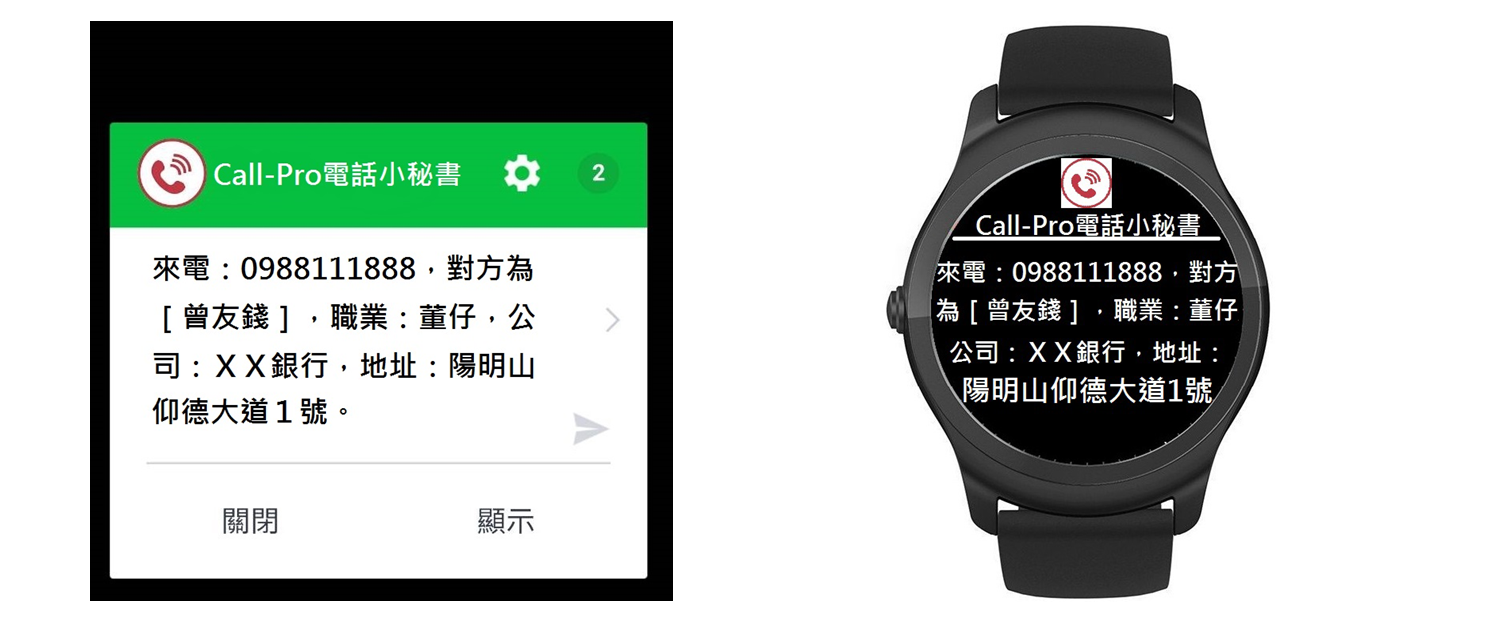 Call-Pro電話小秘書
2
來電：0988111888，對方為
［曾友錢］，職業：董仔，公
司：ＸＸ銀行，地址：陽明山
仰德大道１號。
關閉
顯示
Call-Pro電話小秘書
來電：0988111888，對方
為［曾友錢］，職業：董仔
公司：ＸＸ銀行，地址：
陽明山仰德大道1號